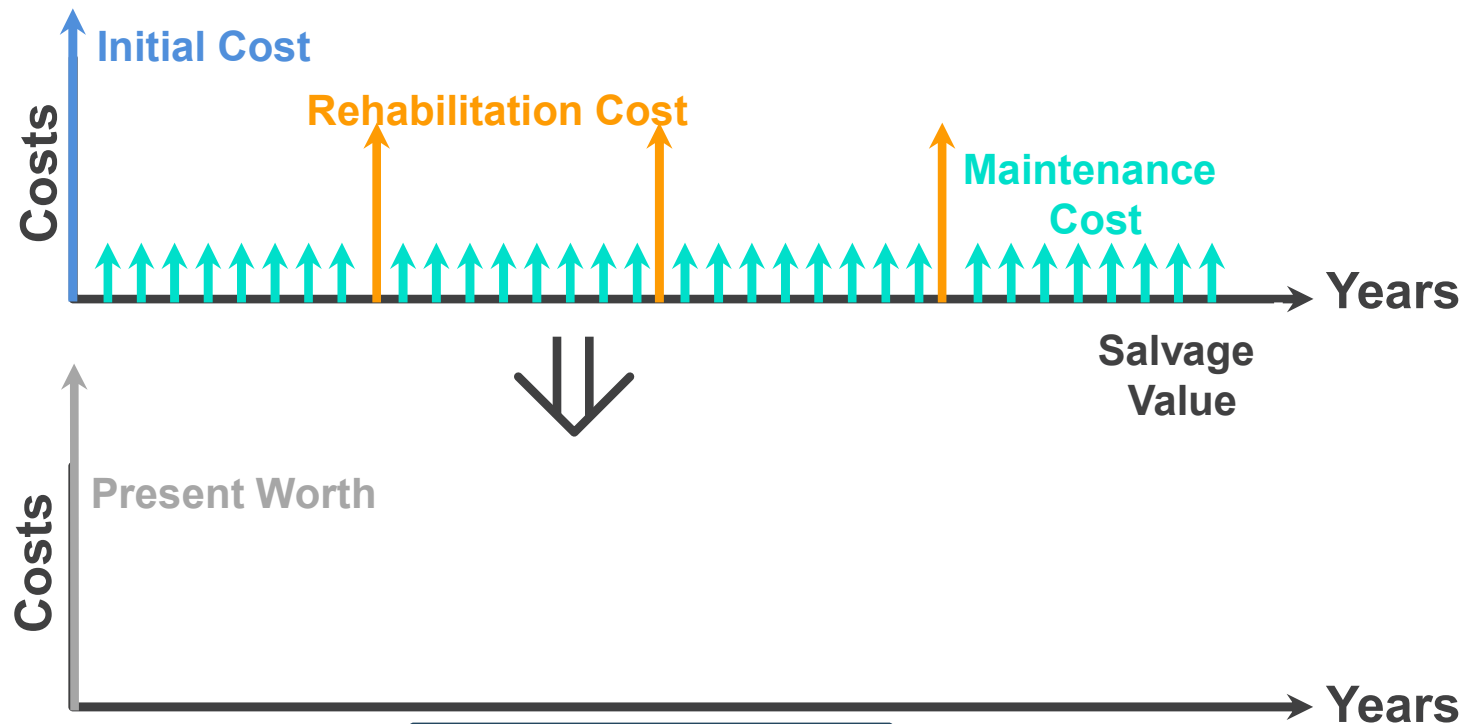 Initial Cost
Rehabilitation Cost
Maintenance
Cost
Costs
Years
Salvage
Value
Present Worth
Costs
Years